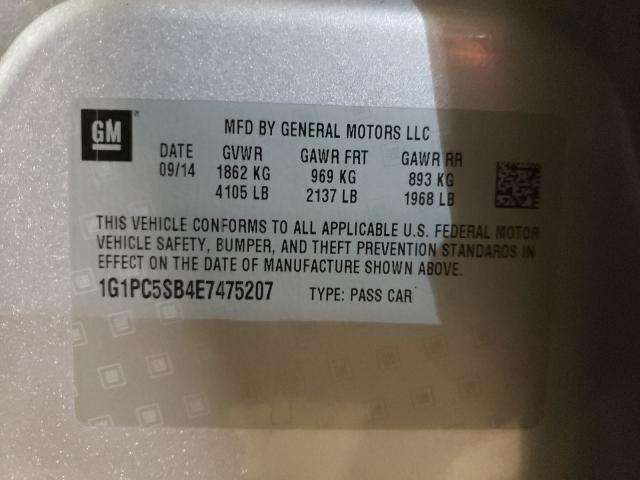 GM
MFD BY GENERAL MOTORS LLC
DATE GVWR GAWR FRT GAWR RR
09/14 1862 KG 969 KG 893 KG
4105 LB 2137 LB 1968 LB
THIS VEHICLE CONFORMS TO ALL APPLICABLE U.S. FEDERAL MOTOR
VEHICLE SAFETY, BUMPER, AND THEFT PREVENTION STANDARDS IN
EFFECT ON THE DATE OF MANUFACTURE SHOWN ABOVE.
1G1PC5SB4E7475207 TYPE: PASS CAR